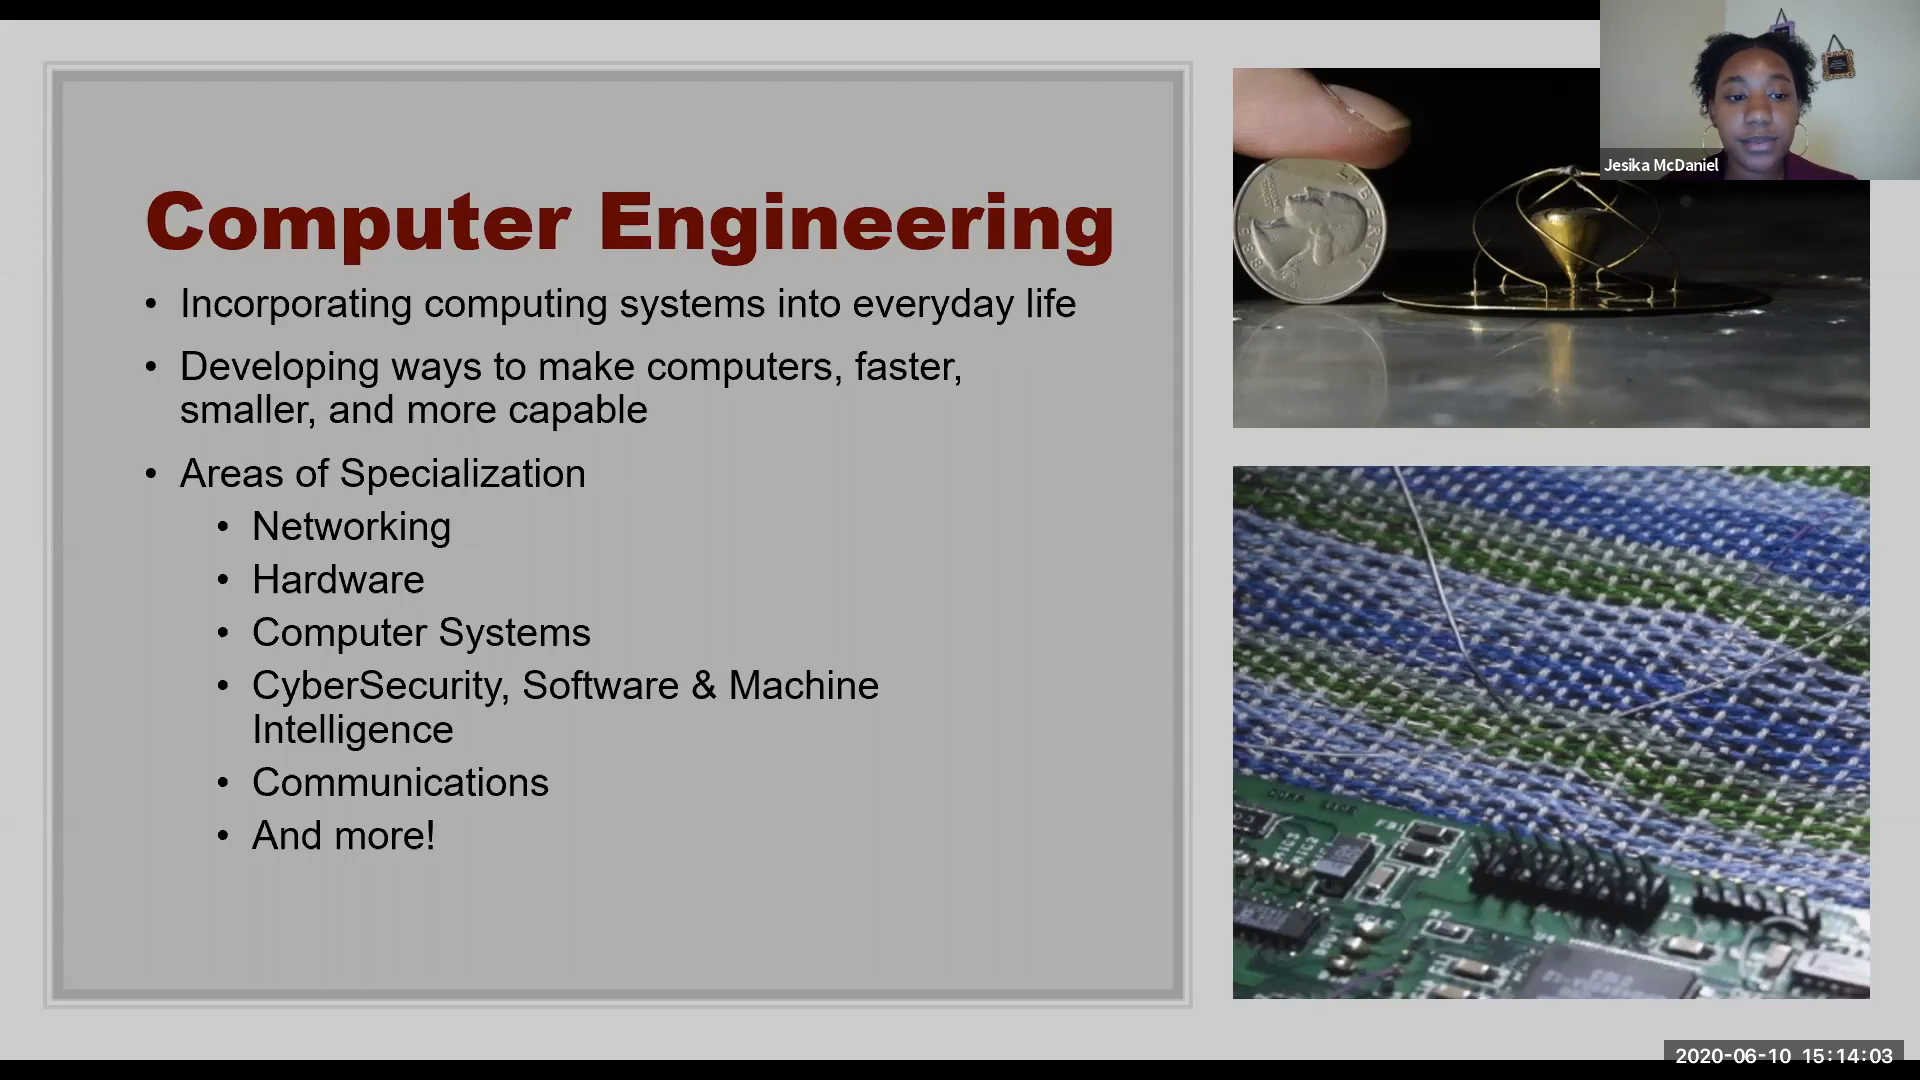 Computer Engineering
• Incorporating computing systems into everyday life
• Developing ways to make computers, faster,
smaller, and more capable
• Areas of Specialization
• Networking
• Hardware
• Computer Systems
• CyberSecurity, Software & Machine
Intelligence
• Communications
• And more!
Jesika McDaniel
LIBERTY
FB1
2020-06-10 15:14:03